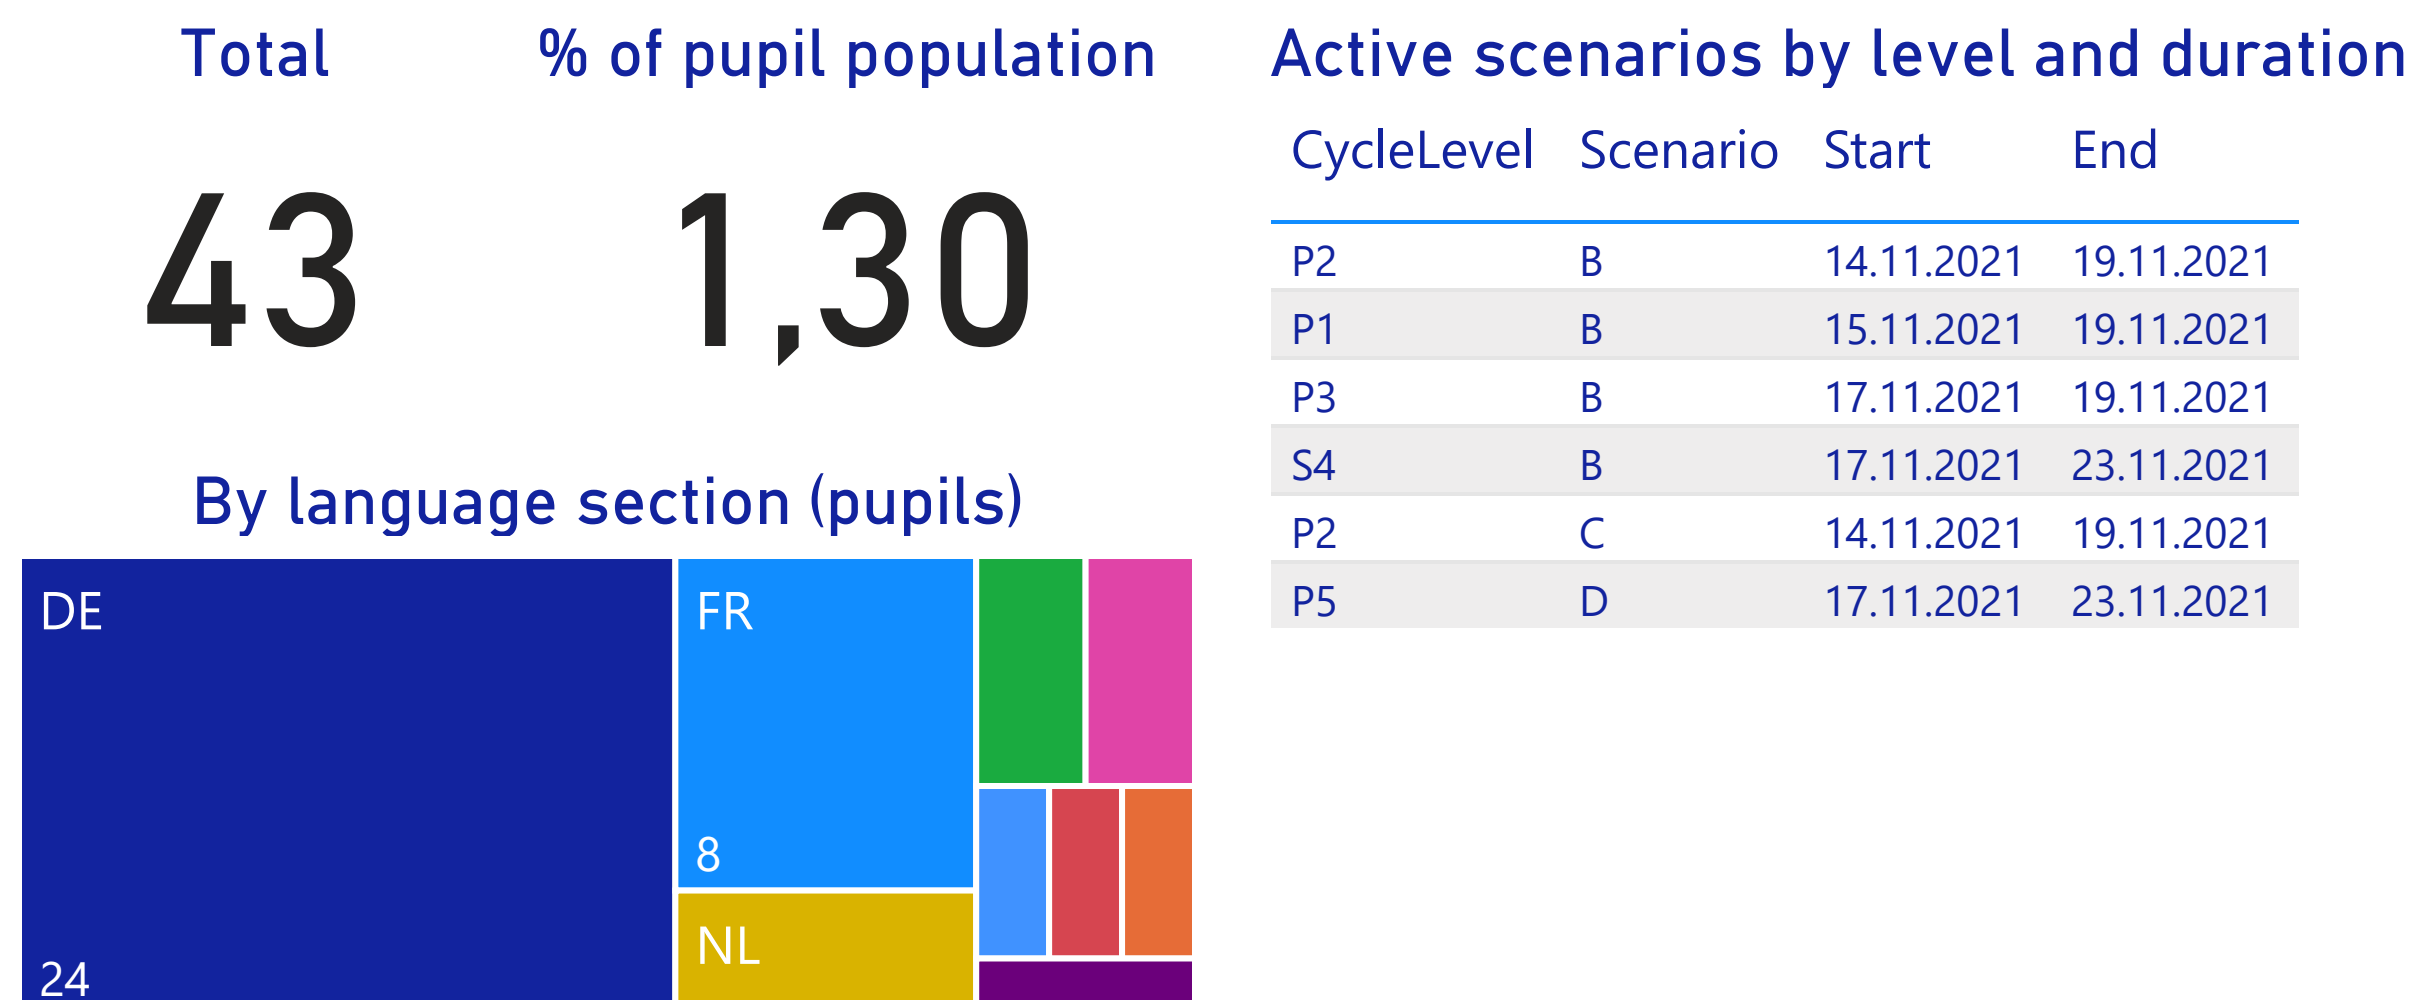 Total
43
% of pupil population
1,30
By language section (pupils)
DE
24
FR
8
NL
Active scenarios by level and duration
CycleLevel Scenario Start End
P2 B 14.11.2021 19.11.2021
P1 B 15.11.2021 19.11.2021
P3 B 17.11.2021 19.11.2021
S4 B 17.11.2021 23.11.2021
P2 C 14.11.2021 19.11.2021
P5 D 17.11.2021 23.11.2021